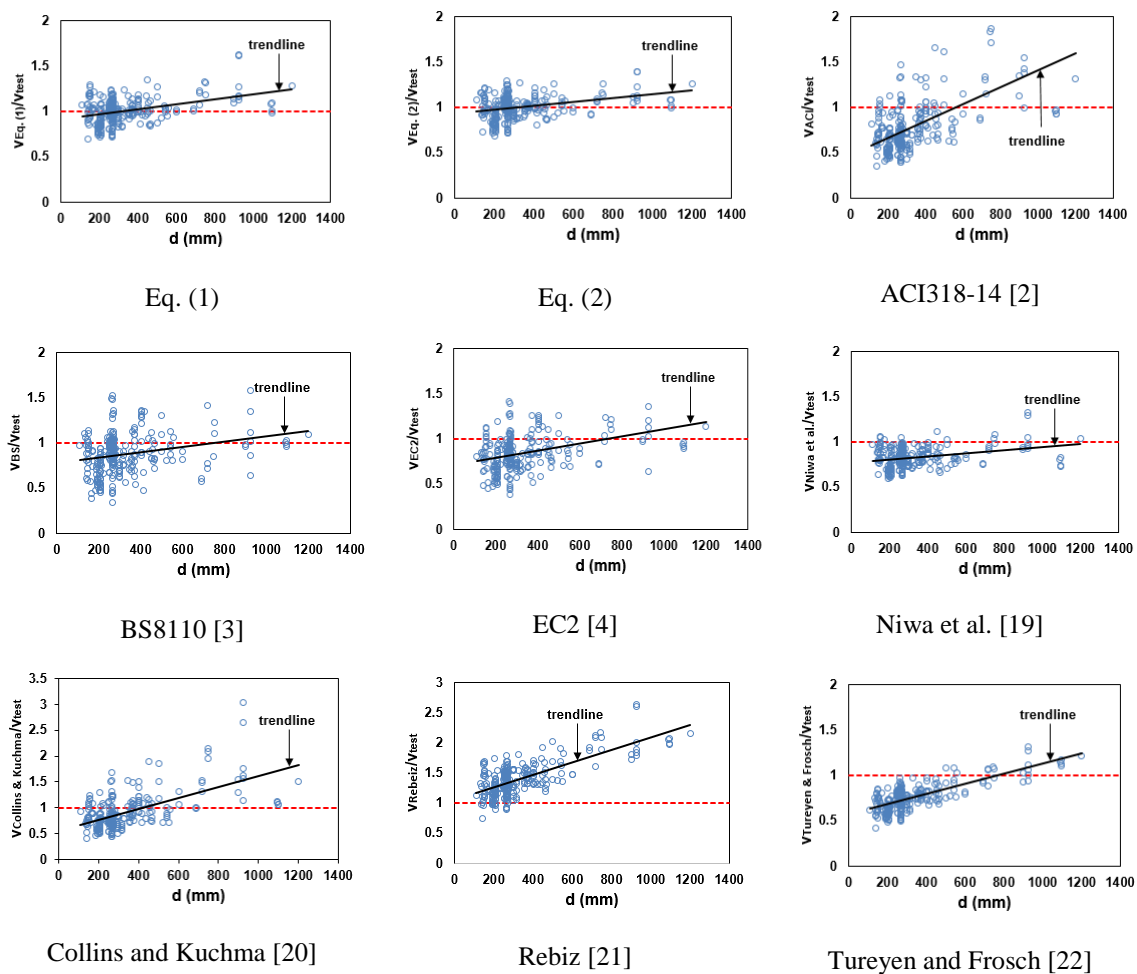 2
1.5
1
0.5
0
vEq. (1)/vtest
trendline
0 200 400 600 800 1000 1200 1400
d (mm)
Eq. (1)
2
1.5
1
0.5
0
vEq. (2)/vtest
trendline
0 200 400 600 800 1000 1200 1400
d (mm)
Eq. (2)
2
1.5
1
0.5
0
vACI/vtest
trendline
0 200 400 600 800 1000 1200 1400
d (mm)
ACI318-14 [2]
2
1.5
1
0.5
0
vBS/vtest
trendline
0 200 400 600 800 1000 1200 1400
d (mm)
BS8110 [3]
2
1.5
1
0.5
0
vEC2/vtest
trendline
0 200 400 600 800 1000 1200 1400
d (mm)
EC2 [4]
2
1.5
1
0.5
0
vNiwa et al./vtest
trendline
0 200 400 600 800 1000 1200 1400
d (mm)
Niwa et al. [19]
3.5
3
2.5
2
1.5
1
0.5
0
vCollins & Kuchma/vtest
trendline
0 200 400 600 800 1000 1200 1400
d (mm)
Collins and Kuchma [20]
3
2.5
2
1.5
1
0.5
0
vRebiz/vtest
trendline
0 200 400 600 800 1000 1200 1400
d (mm)
Rebiz [21]
2
1.5
1
0.5
0
vTureyen & Frosch/vtest
trendline
0 200 400 600 800 1000 1200 1400
d (mm)
Tureyen and Frosch [22]